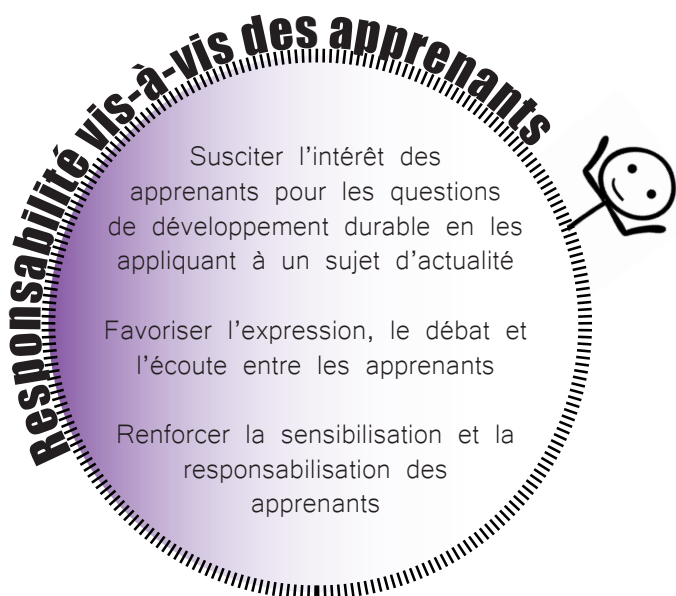 Responsabilité vis-à-vis des apprenants
Susciter l'intérêt des
apprenants pour les questions
de développement durable en les
appliquant à un sujet d'actualité
Favoriser l'expression, le débat et
l'écoute entre les apprenants
Renforcer la sensibilisation et la
responsabilisation des
apprenants